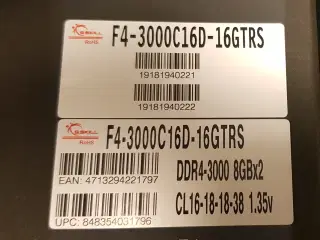 G.SKILL
RoHS
F4-3000C16D-16GTRS
19181940221
19181940222
G.SKILL
RoHS
F4-3000C16D-16GTRS
DDR4-3000 8GBx2
EAN: 4713294221797
CL16-18-18-38 1.35v
UPC: 848354031796